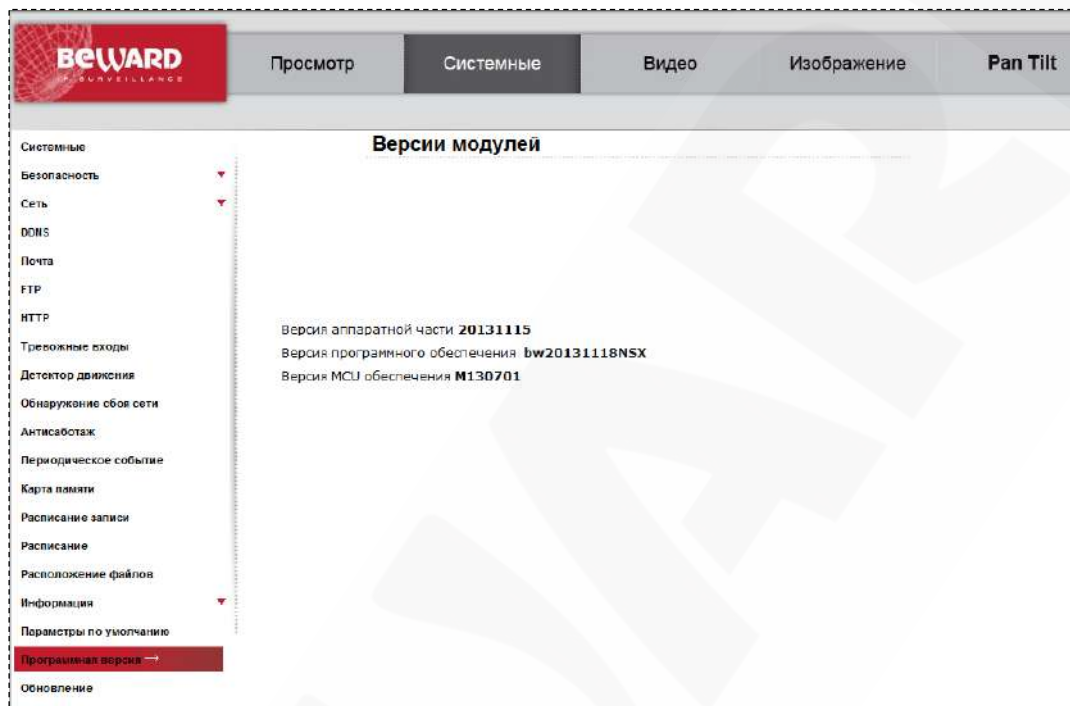 BEWARD
IP SURVEILLANCE
Просмотр
Системные
Видео
Изображение
Pan Tilt
Системные
Безопасность
Сеть
DDNS
Почта
FTP
HTTP
Тревожные входы
Детектор движения
Обнаружение сбоя сети
Антисаботаж
Периодическое событие
Карта памяти
Расписание записи
Расписание
Расположение файлов
Информация
Параметры по умолчанию
Программная версия →
Обновление
Версии модулей
Версия аппаратной части 20131115
Версия программного обеспечения bw20131118NSX
Версия MCU обеспечения M130701